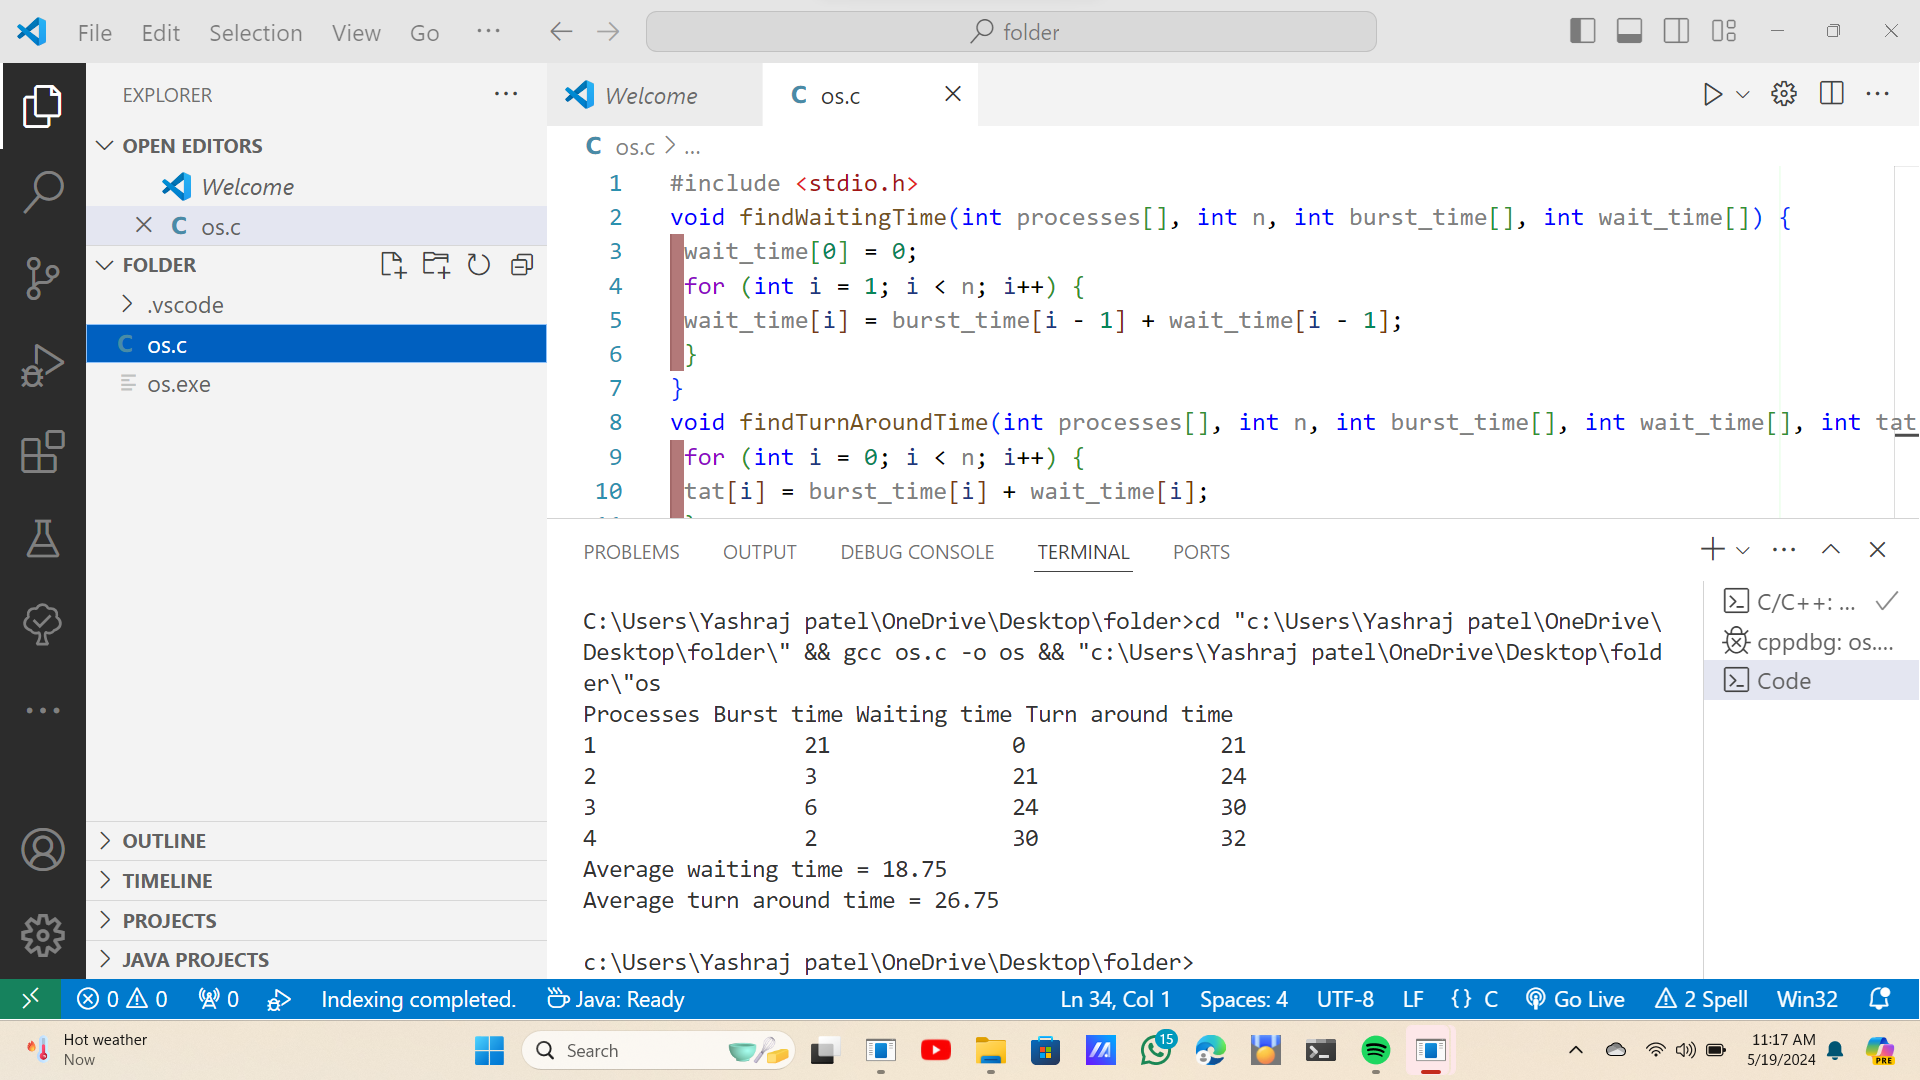 File Edit Selection View Go ··· folder
EXPLORER ···
OPEN EDITORS
Welcome
C os.c
FOLDER
.vscode
C os.c
os.exe
OUTLINE
TIMELINE
PROJECTS
JAVA PROJECTS
Welcome C os.c
C os.c > ...
1 #include <stdio.h>
2 void findWaitingTime(int processes[], int n, int burst_time[], int wait_time[]) {
3 wait_time[0] = 0;
4 for (int i = 1; i < n; i++) {
5 wait_time[i] = burst_time[i - 1] + wait_time[i - 1];
6 }
7 }
8 void findTurnAroundTime(int processes[], int n, int burst_time[], int wait_time[], int tat
9 for (int i = 0; i < n; i++) {
10 tat[i] = burst_time[i] + wait_time[i];
PROBLEMS OUTPUT DEBUG CONSOLE TERMINAL PORTS
C:\Users\Yashraj patel\OneDrive\Desktop\folder>cd "c:\Users\Yashraj patel\OneDrive\
Desktop\folder\" && gcc os.c -o os && "c:\Users\Yashraj patel\OneDrive\Desktop\fold
er\"os
Processes Burst time Waiting time Turn around time
1 21 0 21
2 3 21 24
3 6 24 30
4 2 30 32
Average waiting time = 18.75
Average turn around time = 26.75
c:\Users\Yashraj patel\OneDrive\Desktop\folder>
C/C++: ...
cppdbg: os....
Code
0 0 0 Indexing completed. Java: Ready Ln 34, Col 1 Spaces: 4 UTF-8 LF {} C Go Live 2 Spell Win32
Hot weather
Now
Search
15
11:17 AM
5/19/2024
PRE